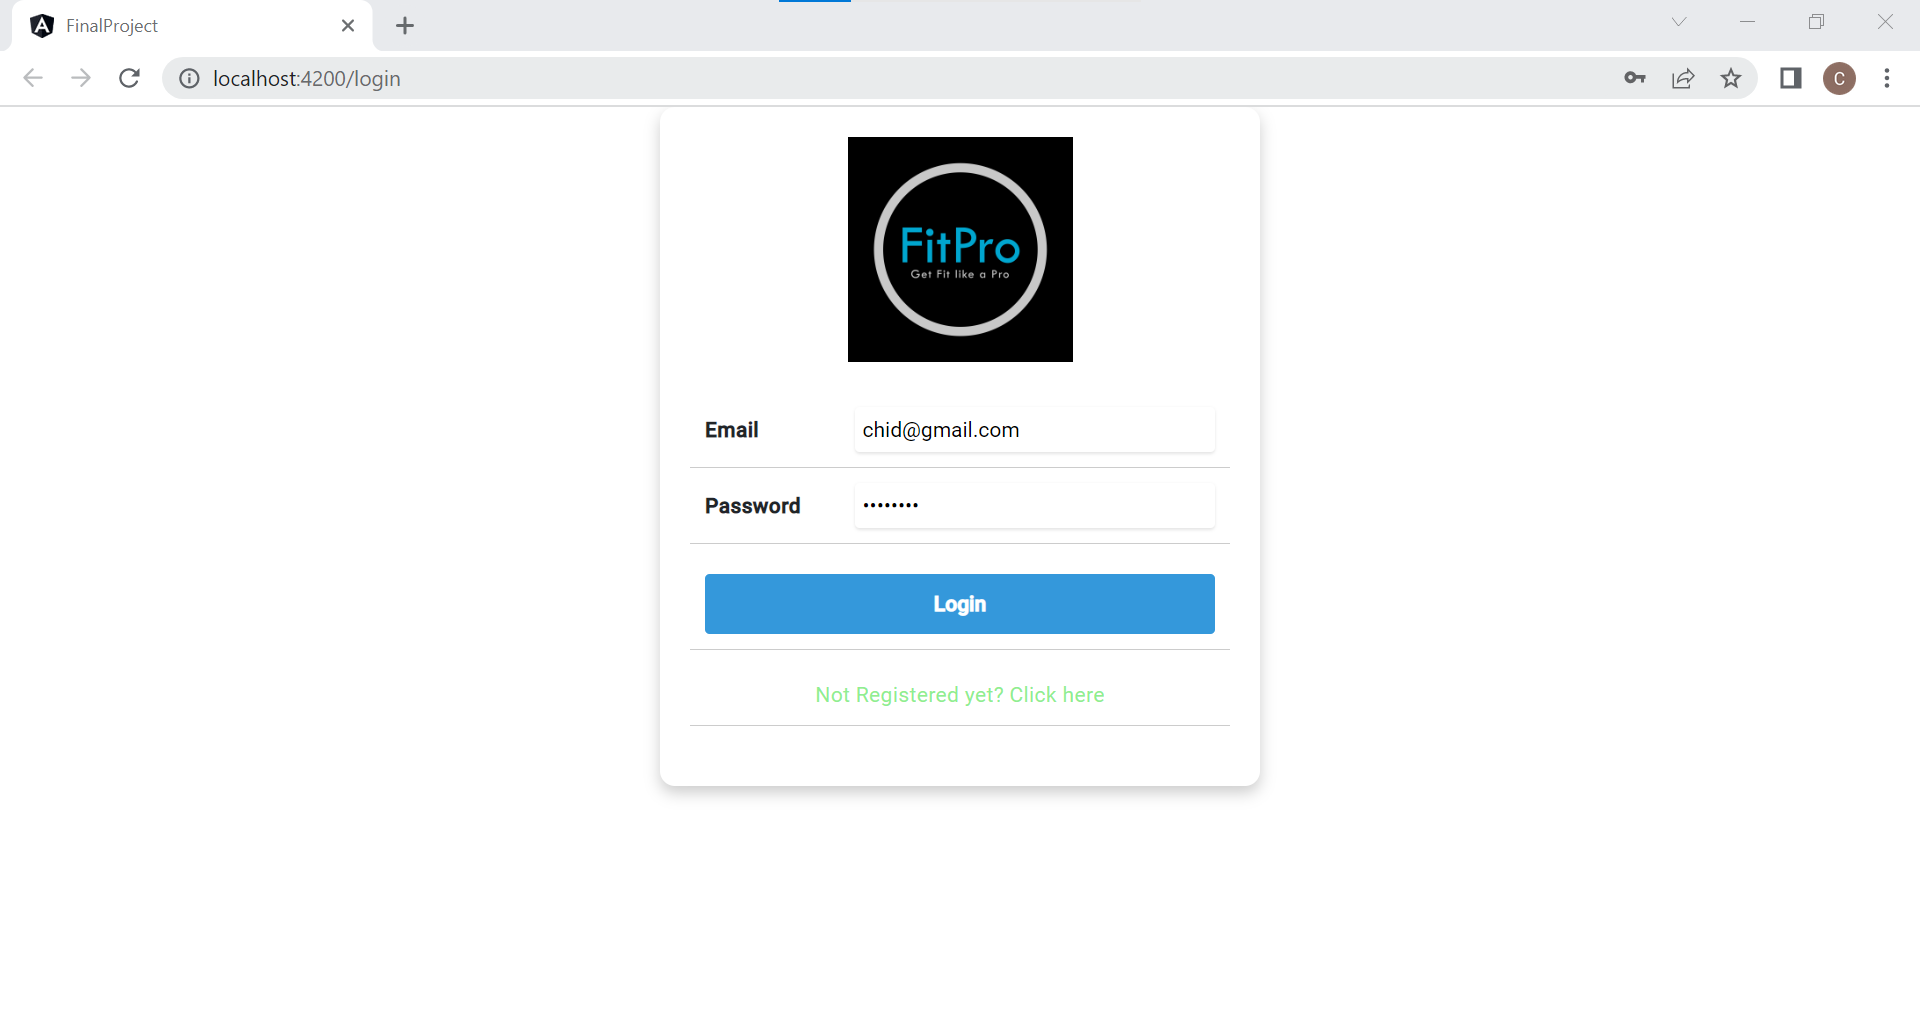 FinalProject
localhost:4200/login
C
FitPro
Get Fit like a Pro
Email
chid@gmail.com
Password
••••••••
Login
Not Registered yet? Click here